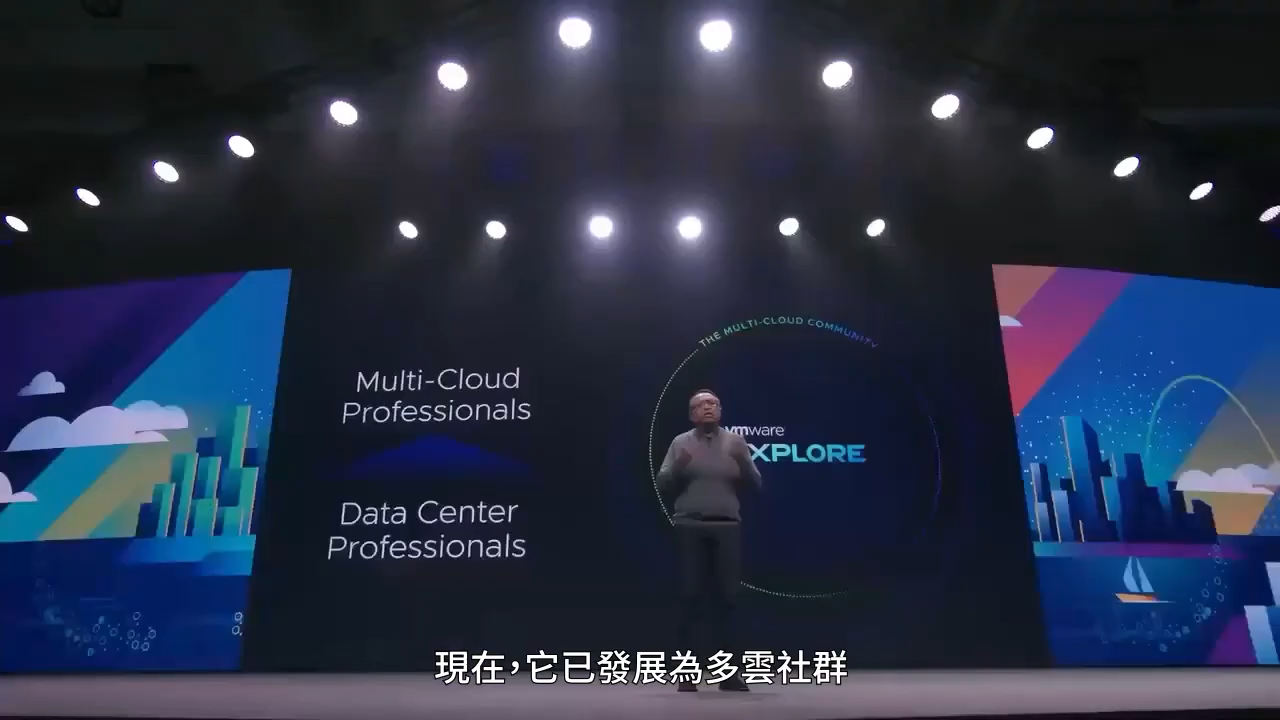 Multi-Cloud
Professionals
Data Center
Professionals
THE MULTI-CLOUD COMMUNITY
vmware
XPLORE
現在,它已發展為多雲社群